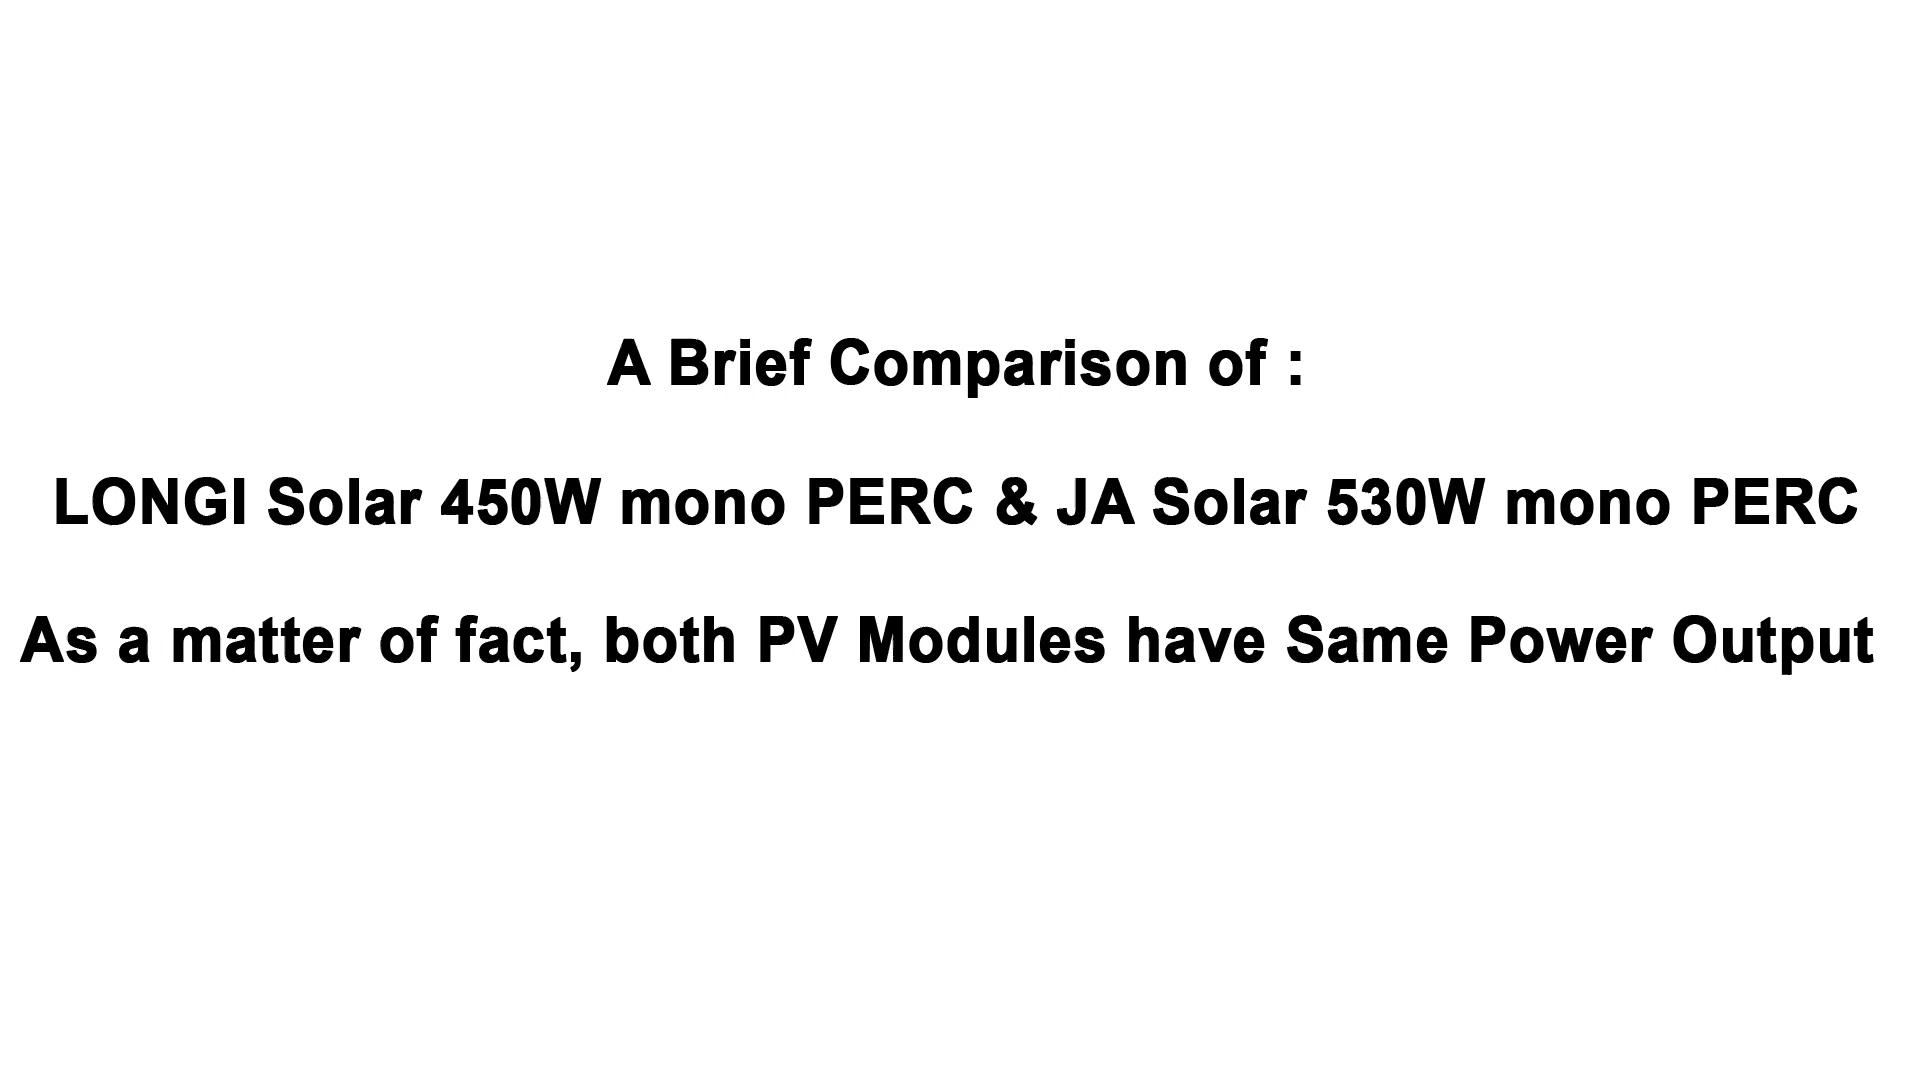 A Brief Comparison of :
LONGI Solar 450W mono PERC & JA Solar 530W mono PERC
As a matter of fact, both PV Modules have Same Power Output